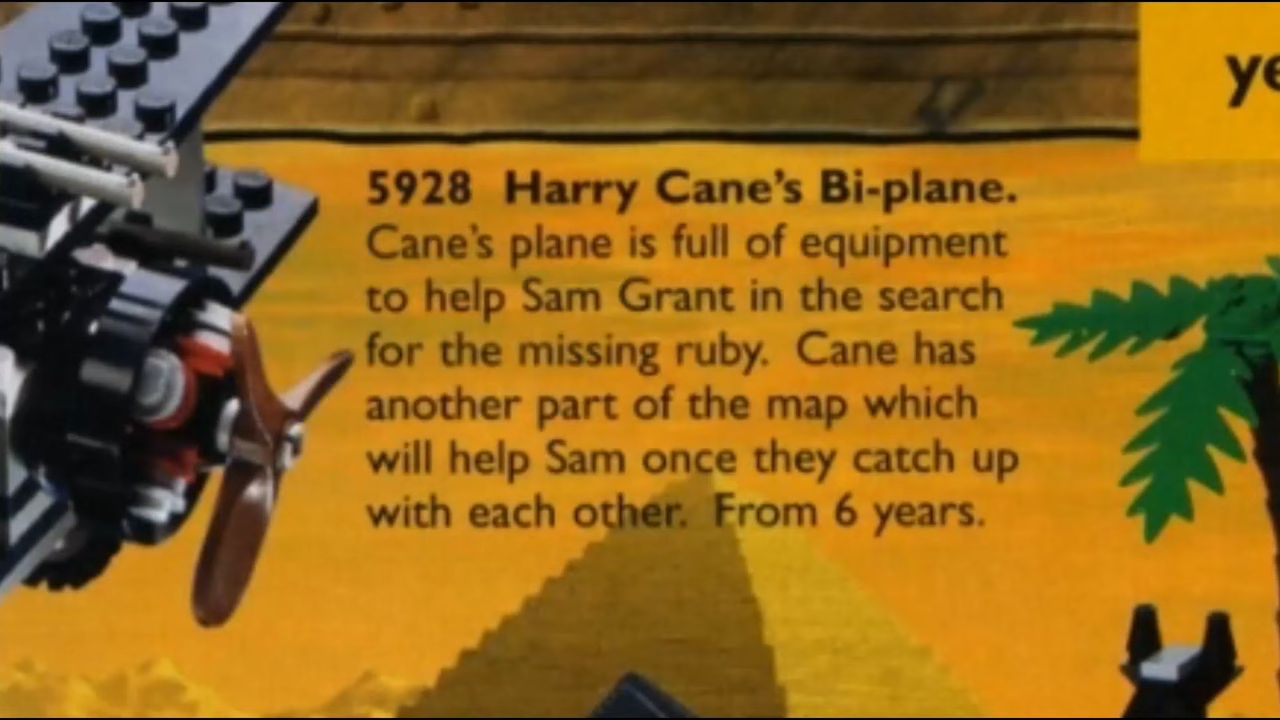 ye
5928 Harry Cane's Bi-plane.
Cane's plane is full of equipment
to help Sam Grant in the search
for the missing ruby. Cane has
another part of the map which
will help Sam once they catch up
with each other. From 6 years.